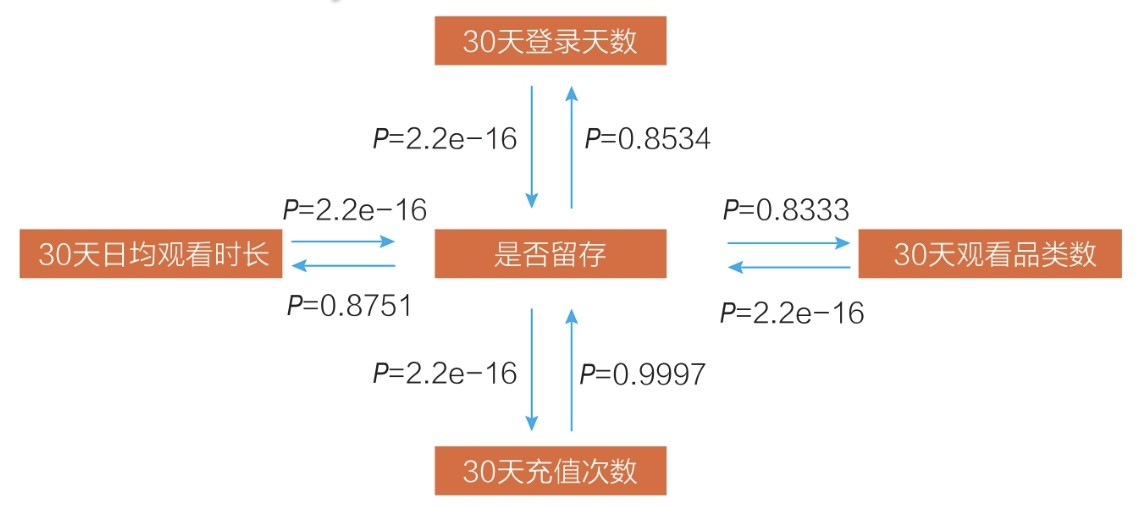 30天登录天数
P=2.2e-16
P=0.8534
P=2.2e-16
P=0.8333
30天日均观看时长
是否留存
30天观看品类数
P=0.8751
P=2.2e-16
P=2.2e-16
P=0.9997
30天充值次数